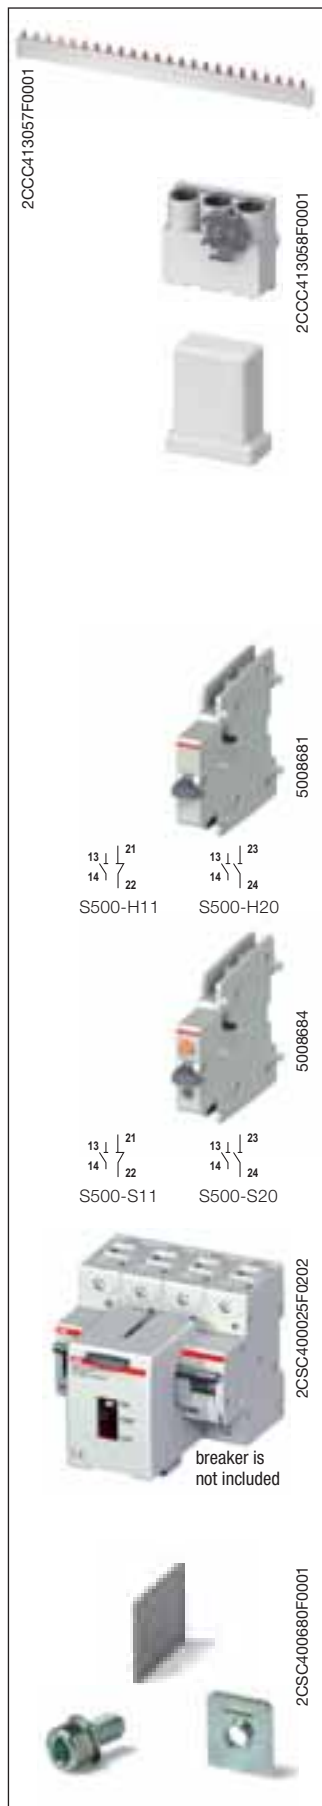 2CCC413057F0001
2CCC413058F0001
5008681
13 21 13 23
14 22 14 24
S500-H11 S500-H20
5008684
13 21 13 23
14 22 14 24
S500-S11 S500-S20
2CSC400025F0202
breaker is
not included
2CSC400680F0001